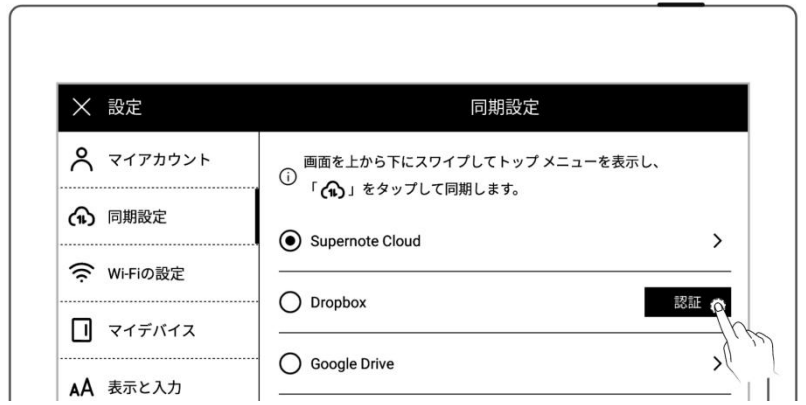 設定
同期設定
マイアカウント
同期設定
Wi-Fiの設定
マイデバイス
表示と入力
画面を上から下にスワイプしてトップ メニューを表示し、
「」をタップして同期します。
Supernote Cloud
Dropbox
認証
Google Drive